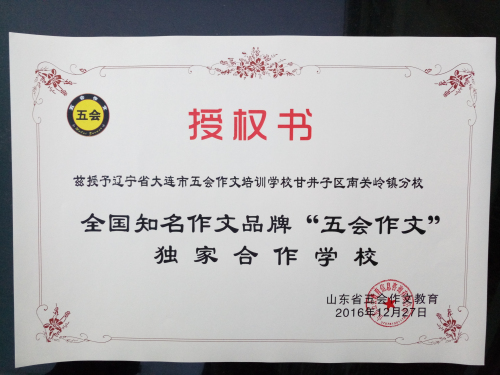 五会
授权书
兹授予辽宁省大连市五会作文培训学校甘井子区南关岭镇分校
全国知名作文品牌“五会作文”
独家合作学校
山东省五会作文教育
2016年12月27日